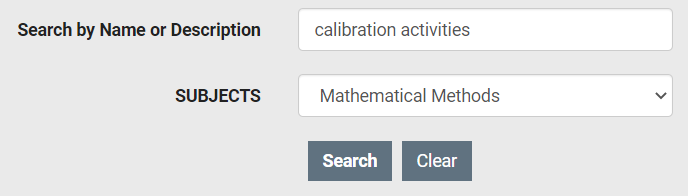 Search by Name or Description calibration activities
SUBJECTS Mathematical Methods
Search Clear